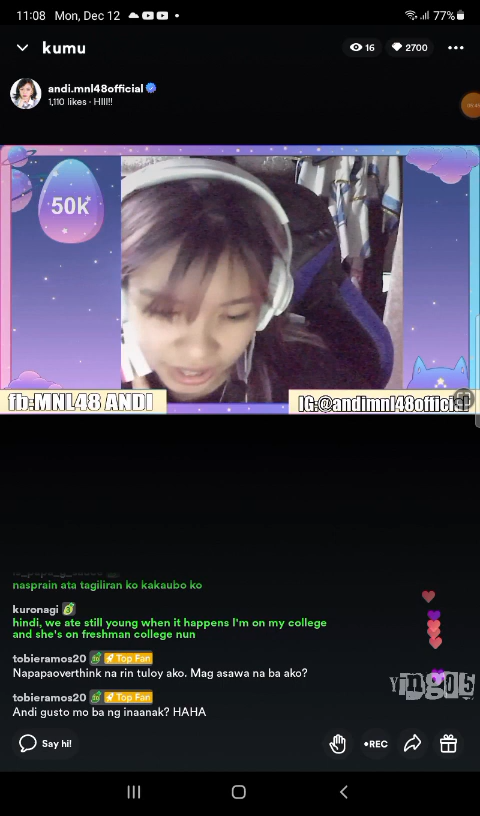 11:08 Mon, Dec 12
77%
kumu
16
2700
andi.mnl48official
1,110 likes · HIII!!
50k
fb:MNL48 ANDI
IG:@andimnl48official
nasprain ata tagiliran ko kakaubo ko
kuronagi
hindi, we ate still young when it happens I'm on my college
and she's on freshman college nun
tobieramos20 Top Fan
Napapaoverthink na rin tuloy ako. Mag asawa na ba ako?
tobieramos20 Top Fan
Andi gusto mo ba ng inaanak? HAHA
Yingo5
Say hi!
•REC